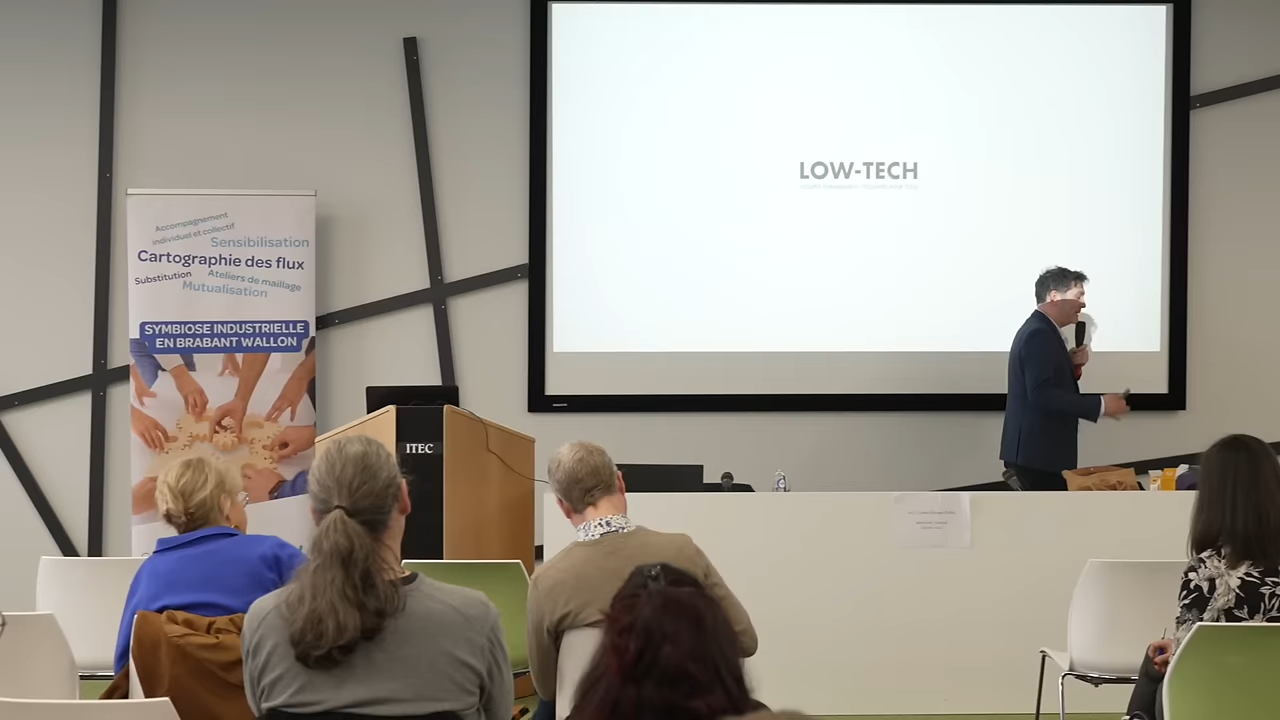 LOW-TECH
Accompagnement
individuel et collectif
Sensibilisation
Cartographie des flux
Substitution
Ateliers de maillage
Mutualisation
SYMBIOSE INDUSTRIELLE
EN BRABANT WALLON
ITEC